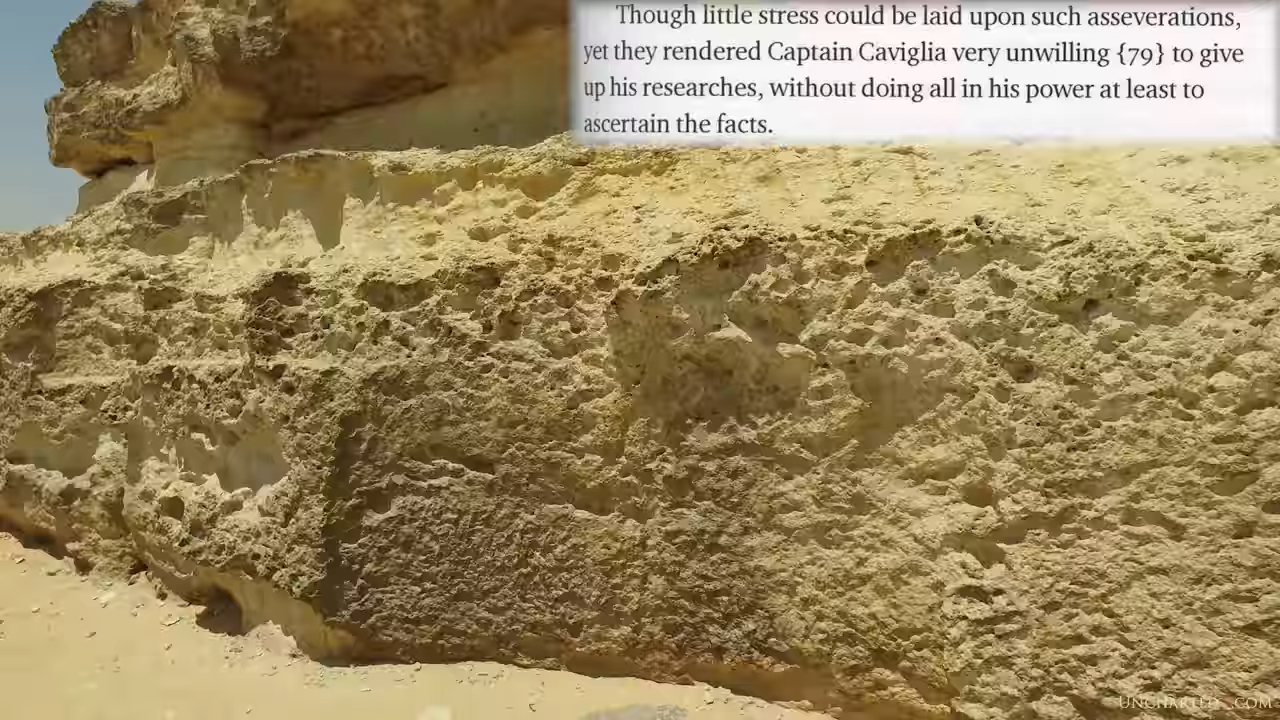 Though little stress could be laid upon such asseverations,
yet they rendered Captain Caviglia very unwilling {79} to give
up his researches, without doing all in his power at least to
ascertain the facts.